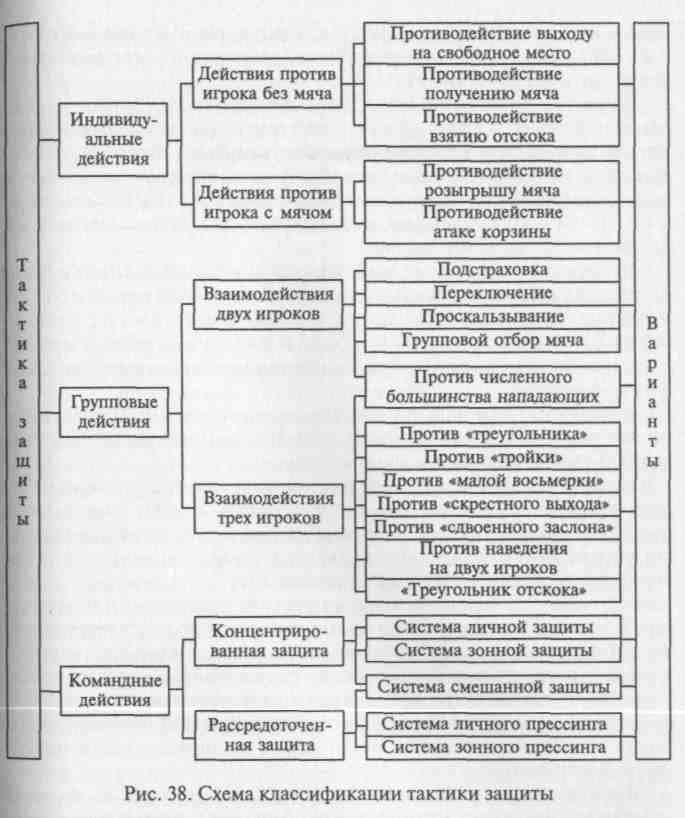 Тактика защиты
Индивиду-
альные
действия
Действия против
игрока без мяча
Противодействие выходу
на свободное место
Противодействие
получению мяча
Противодействие
взятию отскока
Действия против
игрока с мячом
Противодействие
розыгрышу мяча
Противодействие
атаке корзины
Групповые
действия
Взаимодействия
двух игроков
Подстраховка
Переключение
Проскальзывание
Групповой отбор мяча
Против численного
большинства нападающих
Взаимодействия
трех игроков
Против «треугольника»
Против «тройки»
Против «малой восьмерки»
Против «скрестного выхода»
Против «сдвоенного заслона»
Против наведения
на двух игроков
«Треугольник отскока»
Командные
действия
Концентриро-
ванная защита
Система личной защиты
Система зонной защиты
Система смешанной защиты
Рассредоточен-
ная защита
Система личного прессинга
Система зонного прессинга
Варианты
Рис. 38. Схема классификации тактики защиты